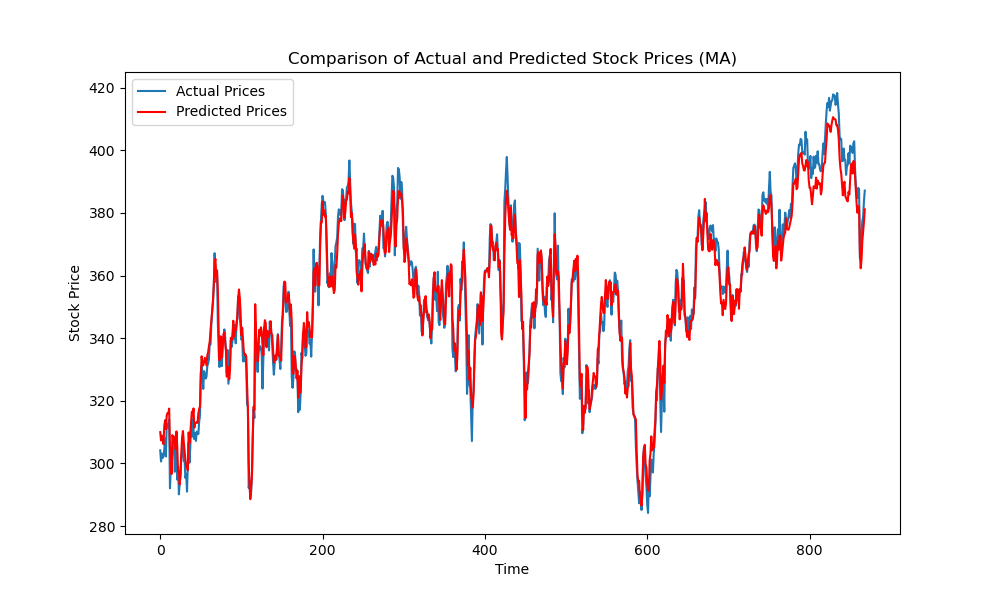 Comparison of Actual and Predicted Stock Prices (MA)
Actual Prices
Predicted Prices
Stock Price
420
400
380
360
340
320
300
280
0 200 400 600 800
Time